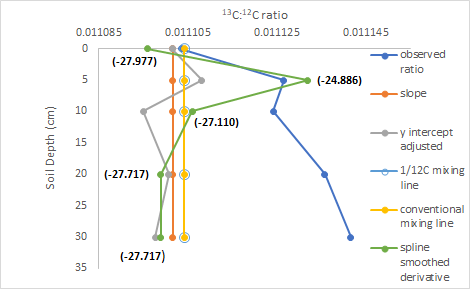 ¹³C:¹²C ratio
0.011085 0.011105 0.011125 0.011145
0
5
10
15
20
25
30
35
Soil Depth (cm)
(-27.977)
(-24.886)
(-27.110)
(-27.717)
(-27.717)
observed
ratio
slope
y intercept
adjusted
1/12C mixing
line
conventional
mixing line
spline
smoothed
derivative